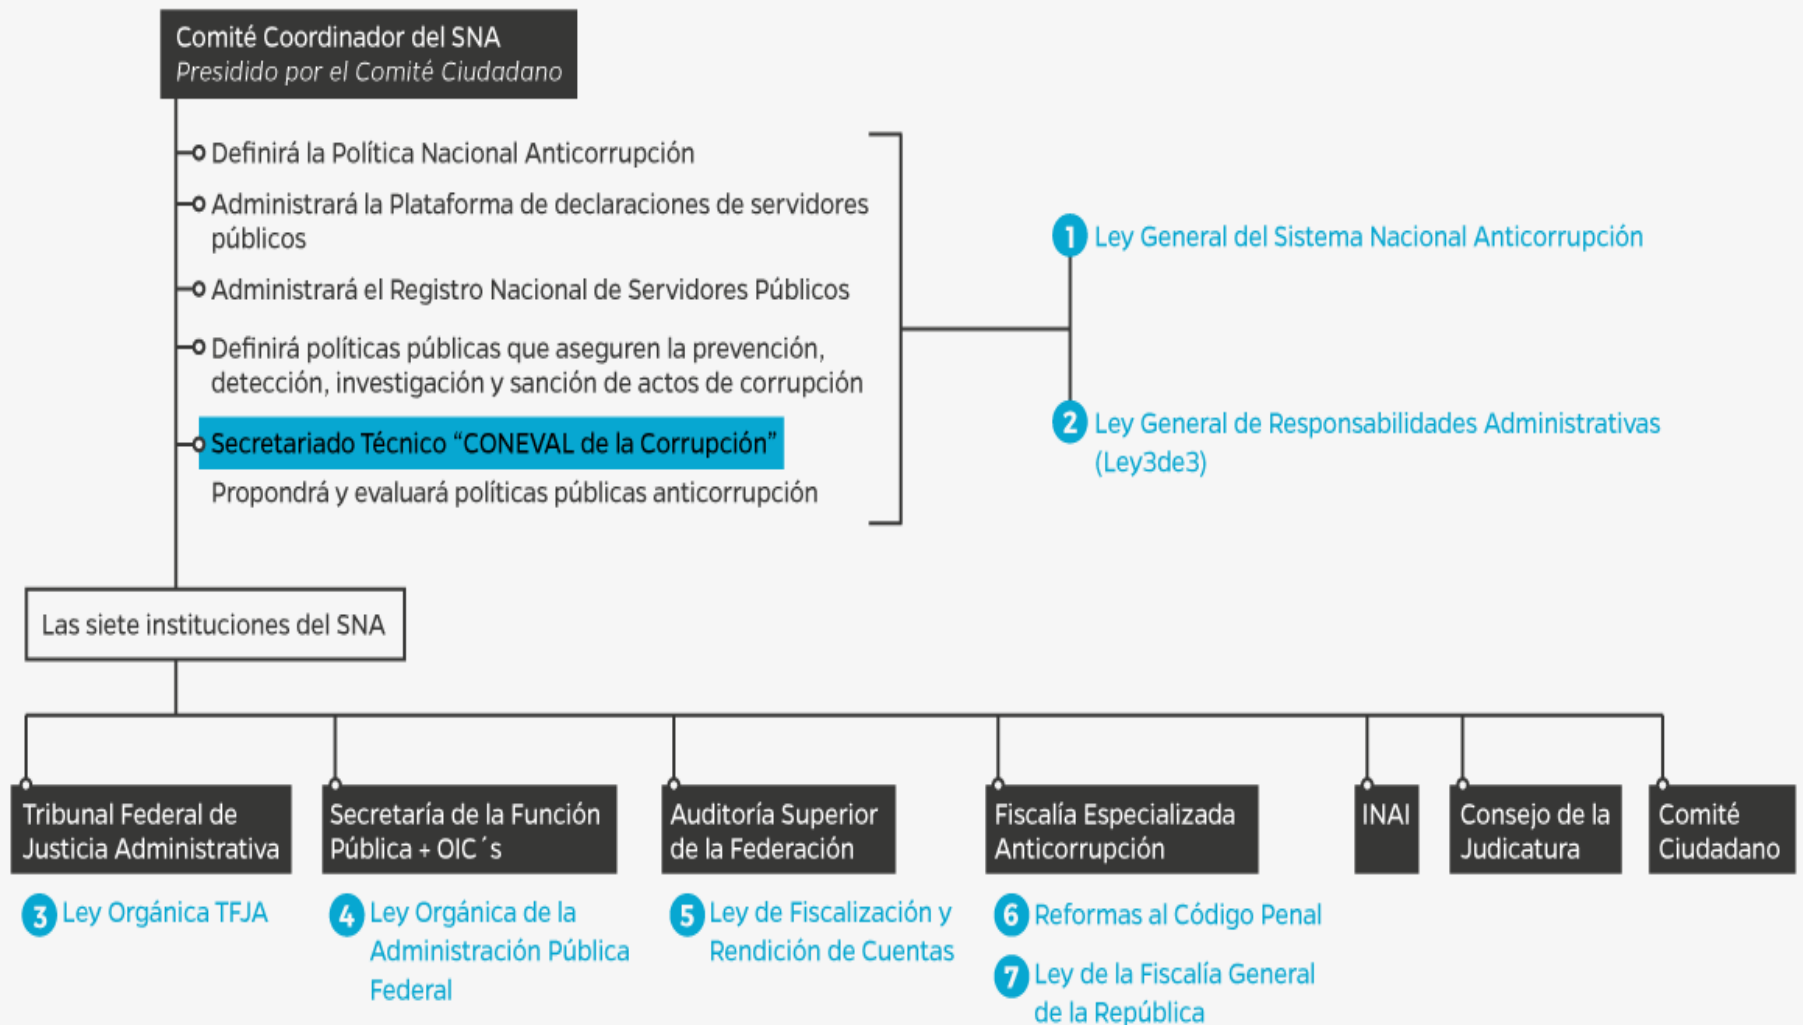 Comité Coordinador del SNA
Presidido por el Comité Ciudadano
Definirá la Política Nacional Anticorrupción
Administrará la Plataforma de declaraciones de servidores
públicos
Administrará el Registro Nacional de Servidores Públicos
Definirá políticas públicas que aseguren la prevención,
detección, investigación y sanción de actos de corrupción
Secretariado Técnico “CONEVAL de la Corrupción”
Propondrá y evaluará políticas públicas anticorrupción
1 Ley General del Sistema Nacional Anticorrupción
2 Ley General de Responsabilidades Administrativas
(Ley3de3)
Las siete instituciones del SNA
Tribunal Federal de
Justicia Administrativa
3 Ley Orgánica TFJA
Secretaría de la Función
Pública + OIC´s
4 Ley Orgánica de la
Administración Pública
Federal
Auditoría Superior
de la Federación
5 Ley de Fiscalización y
Rendición de Cuentas
Fiscalía Especializada
Anticorrupción
6 Reformas al Código Penal
7 Ley de la Fiscalía General
de la República
INAI
Consejo de la
Judicatura
Comité
Ciudadano